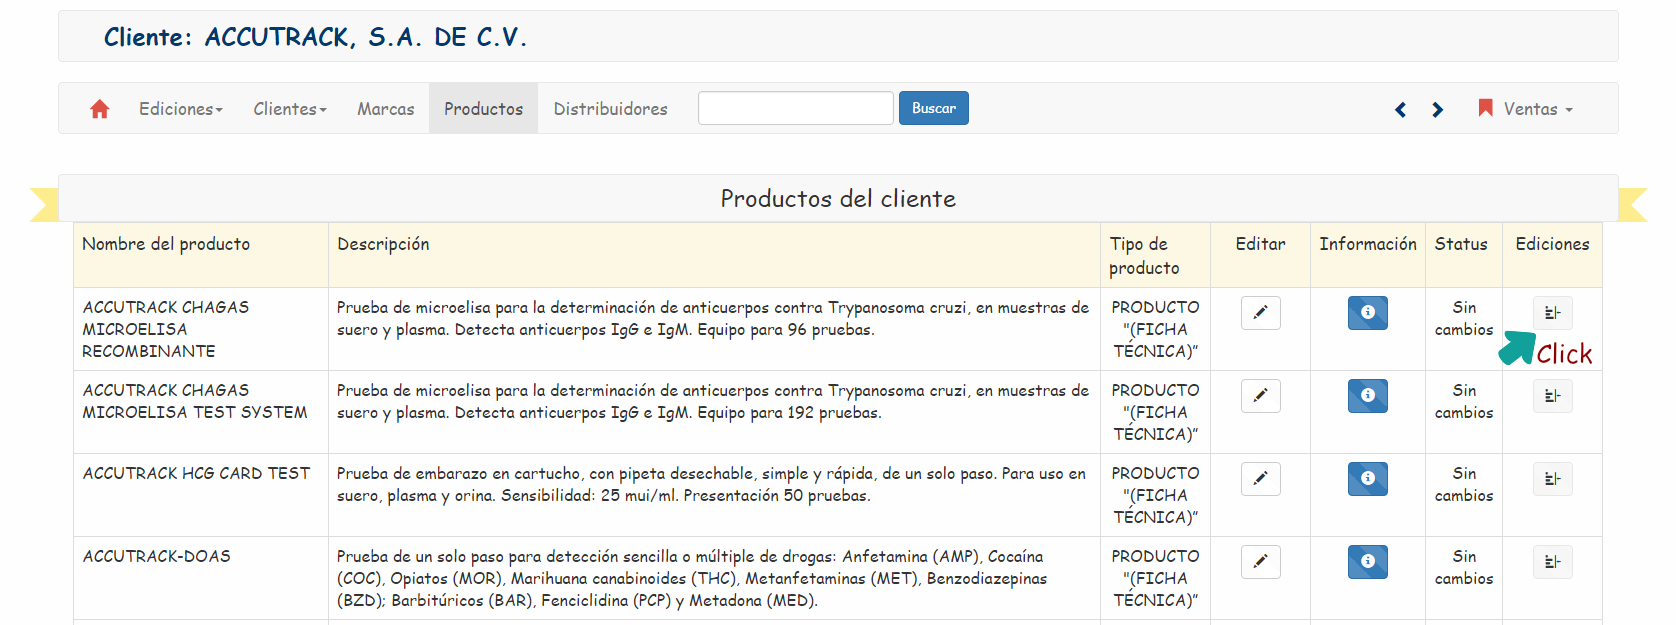 Cliente: ACCUTRACK, S.A. DE C.V.
Ediciones Clientes Marcas Productos Distribuidores Buscar Ventas
Productos del cliente
Nombre del producto Descripción Tipo de producto Editar Información Status Ediciones
ACCUTRACK CHAGAS
MICROELISA
RECOMBINANTE
Prueba de microelisa para la determinación de anticuerpos contra Trypanosoma cruzi, en muestras de
suero y plasma. Detecta anticuerpos IgG e IgM. Equipo para 96 pruebas.
PRODUCTO
"(FICHA
TÉCNICA)"
Sin
cambios
Click
ACCUTRACK CHAGAS
MICROELISA TEST SYSTEM
Prueba de microelisa para la determinación de anticuerpos contra Trypanosoma cruzi, en muestras de
suero y plasma. Detecta anticuerpos IgG e IgM. Equipo para 192 pruebas.
PRODUCTO
"(FICHA
TÉCNICA)"
Sin
cambios
ACCUTRACK HCG CARD TEST
Prueba de embarazo en cartucho, con pipeta desechable, simple y rápida, de un solo paso. Para uso en
suero, plasma y orina. Sensibilidad: 25 mui/ml. Presentación 50 pruebas.
PRODUCTO
"(FICHA
TÉCNICA)"
Sin
cambios
ACCUTRACK-DOAS
Prueba de un solo paso para detección sencilla o múltiple de drogas: Anfetamina (AMP), Cocaína
(COC), Opiatos (MOR), Marihuana canabinoides (THC), Metanfetaminas (MET), Benzodiazepinas
(BZD); Barbitúricos (BAR), Fenciclidina (PCP) y Metadona (MED).
PRODUCTO
"(FICHA
TÉCNICA)"
Sin
cambios